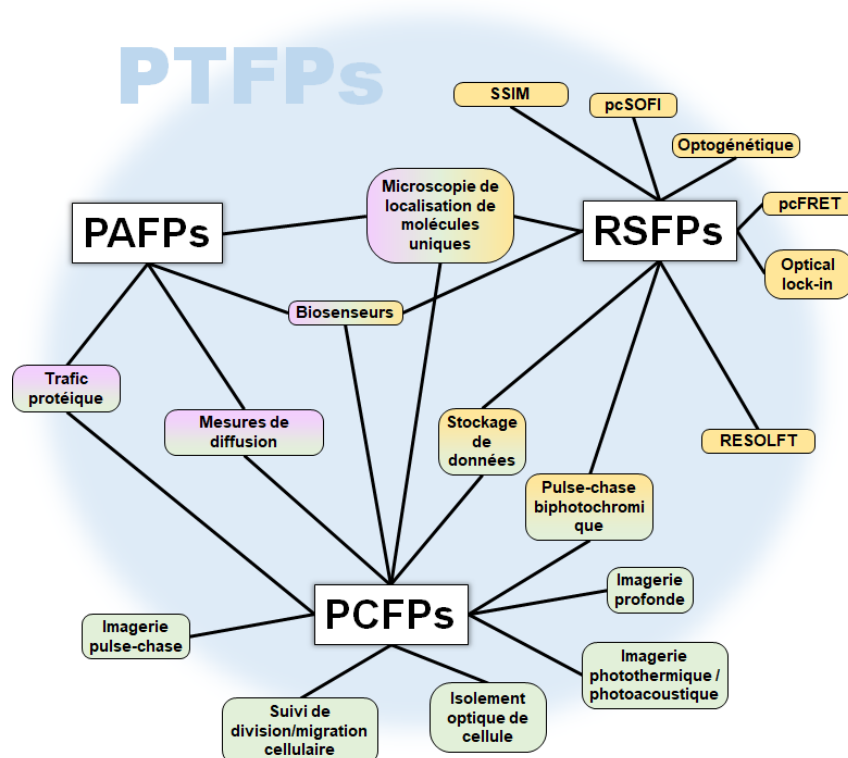 PTFPs
SSIM
pcSOFI
Optogénétique
Microscopie de
localisation de
molécules
uniques
pcFRET
PAFPs
RSFPs
Optical
lock-in
Biosenseurs
Trafic
protéique
Mesures de
diffusion
Stockage
de
données
RESOLFT
Pulse-chase
biphotochromi
que
Imagerie
profonde
PCFPs
Imagerie
pulse-chase
Imagerie
photothermique /
photoacoustique
Suivi de
division/migration
cellulaire
Isolement
optique de
cellule